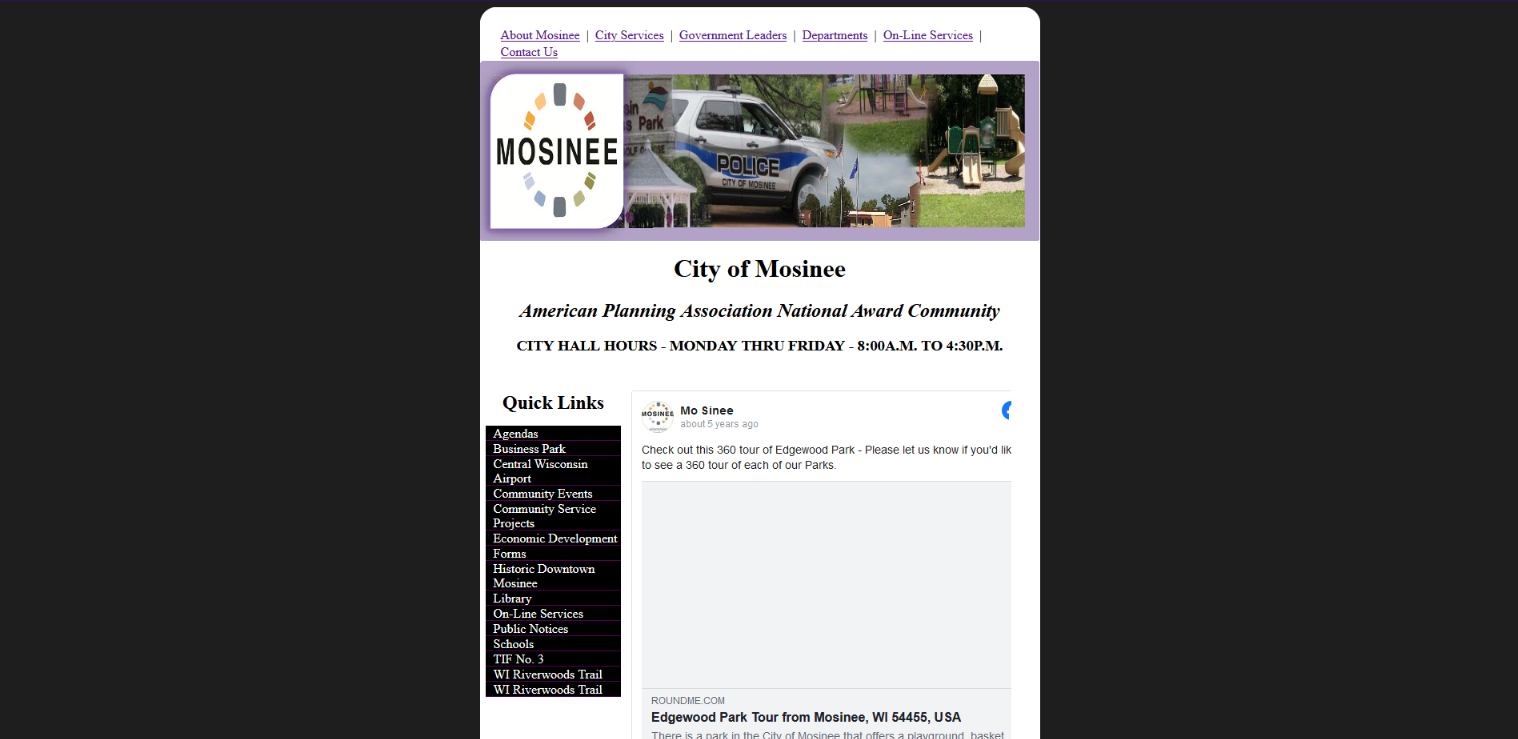 About Mosinee | City Services | Government Leaders | Departments | On-Line Services |
Contact Us
MOSINEE
Park
POLICE
CITY OF MOSINEE
City of Mosinee
American Planning Association National Award Community
CITY HALL HOURS - MONDAY THRU FRIDAY - 8:00A.M. TO 4:30P.M.
Quick Links
Agendas
Business Park
Central Wisconsin
Airport
Community Events
Community Service
Projects
Economic Development
Forms
Historic Downtown
Mosinee
Library
On-Line Services
Public Notices
Schools
TIF No. 3
WI Riverwoods Trail
WI Riverwoods Trail
MOSINEE
Mo Sinee
about 5 years ago
Check out this 360 tour of Edgewood Park - Please let us know if you'd lik
to see a 360 tour of each of our Parks.
ROUNDME.COM
Edgewood Park Tour from Mosinee, WI 54455, USA
There is a park in the City of Mosinee that offers a playground, basket